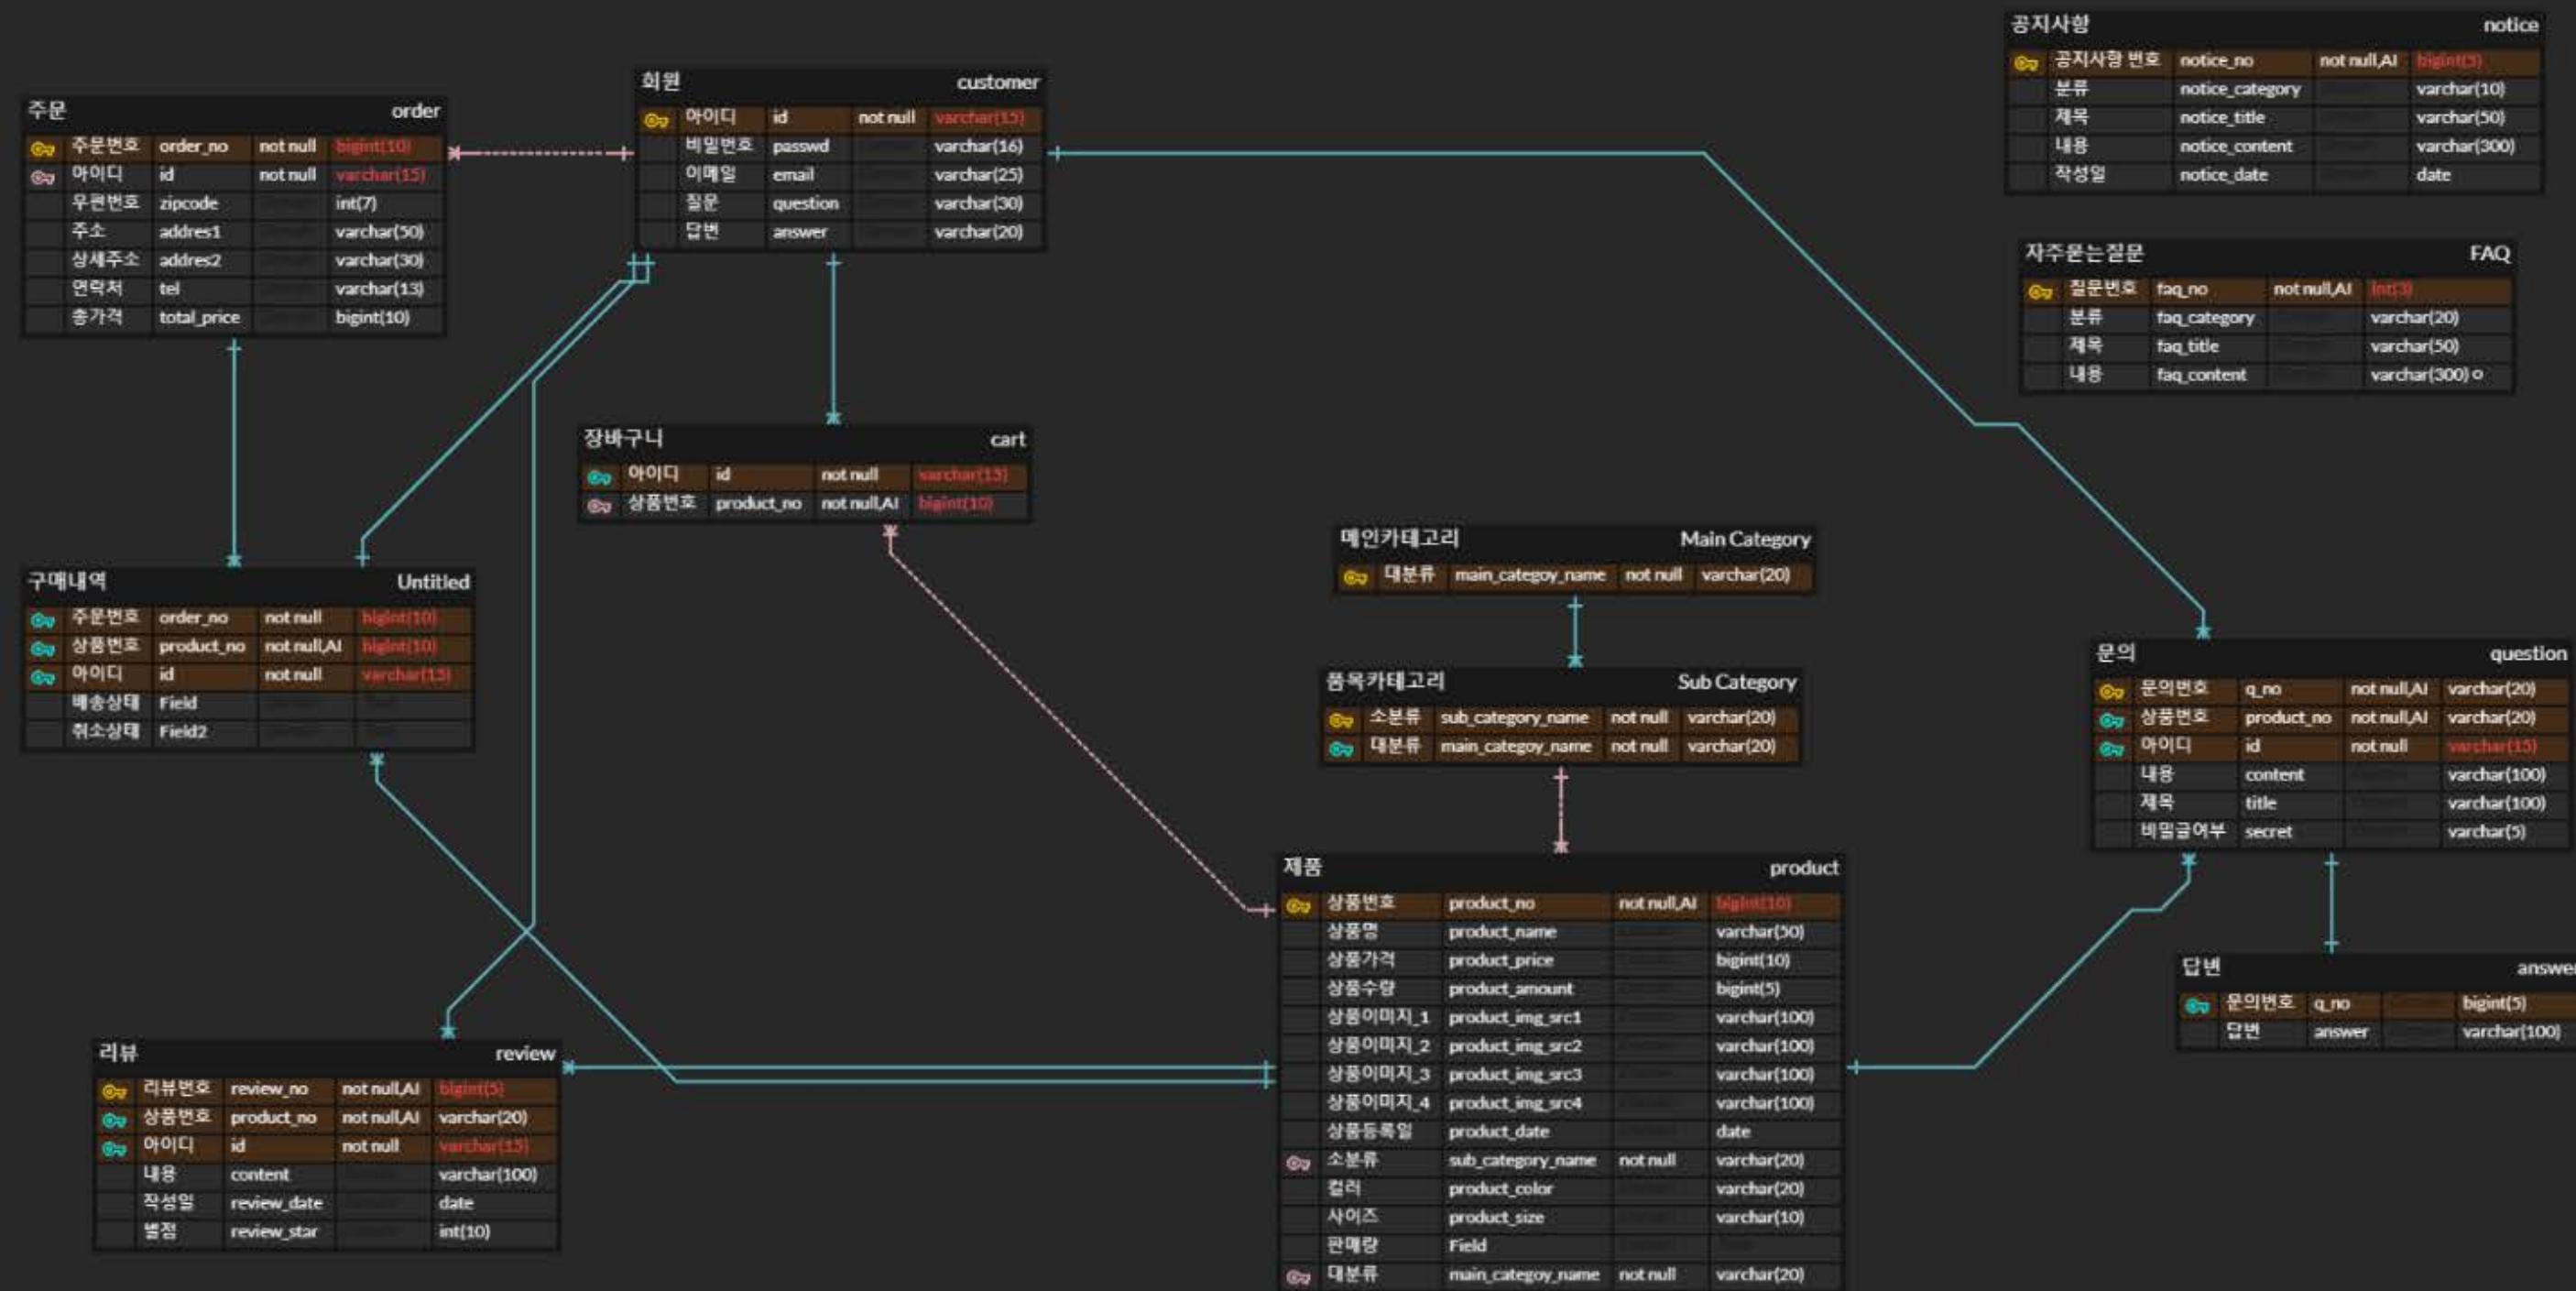 주문 order
주문번호 order_no not null bigint(10)
아이디 id not null varchar(15)
우편번호 zipcode int(7)
주소 addres1 varchar(50)
상세주소 addres2 varchar(30)
연락처 tel varchar(13)
총가격 total_price bigint(10)
회원 customer
아이디 id not null varchar(15)
비밀번호 passwd varchar(16)
이메일 email varchar(25)
질문 question varchar(30)
답변 answer varchar(20)
공지사항 notice
공지사항 번호 notice_no not null,AI bigint(5)
분류 notice_category varchar(10)
제목 notice_title varchar(50)
내용 notice_content varchar(300)
작성일 notice_date date
자주묻는질문 FAQ
질문번호 faq_no not null,AI int(3)
분류 faq_category varchar(20)
제목 faq_title varchar(50)
내용 faq_content varchar(300) o
장바구니 cart
아이디 id not null varchar(15)
상품번호 product_no not null,AI bigint(10)
메인카테고리 Main Category
대분류 main_categoy_name not null varchar(20)
품목카테고리 Sub Category
소분류 sub_category_name not null varchar(20)
대분류 main_categoy_name not null varchar(20)
구매내역 Untitled
주문번호 order_no not null bigint(10)
상품번호 product_no not null,AI bigint(10)
아이디 id not null varchar(15)
배송상태 Field
취소상태 Field2
문의 question
문의번호 q_no not null,AI varchar(20)
상품번호 product_no not null,AI varchar(20)
아이디 id not null varchar(15)
내용 content varchar(100)
제목 title varchar(100)
비밀글여부 secret varchar(5)
제품 product
상품번호 product_no not null,AI bigint(10)
상품명 product_name varchar(50)
상품가격 product_price bigint(10)
상품수량 product_amount bigint(5)
상품이미지_1 product_img_src1 varchar(100)
상품이미지_2 product_img_src2 varchar(100)
상품이미지_3 product_img_src3 varchar(100)
상품이미지_4 product_img_src4 varchar(100)
상품등록일 product_date date
소분류 sub_category_name not null varchar(20)
컬러 product_color varchar(20)
사이즈 product_size varchar(10)
판매량 Field
대분류 main_categoy_name not null varchar(20)
답변 answer
문의번호 q_no bigint(5)
답변 answer varchar(100)
리뷰 review
리뷰번호 review_no not null,AI bigint(5)
상품번호 product_no not null,AI varchar(20)
아이디 id not null varchar(15)
내용 content varchar(100)
작성일 review_date date
별점 review_star int(10)